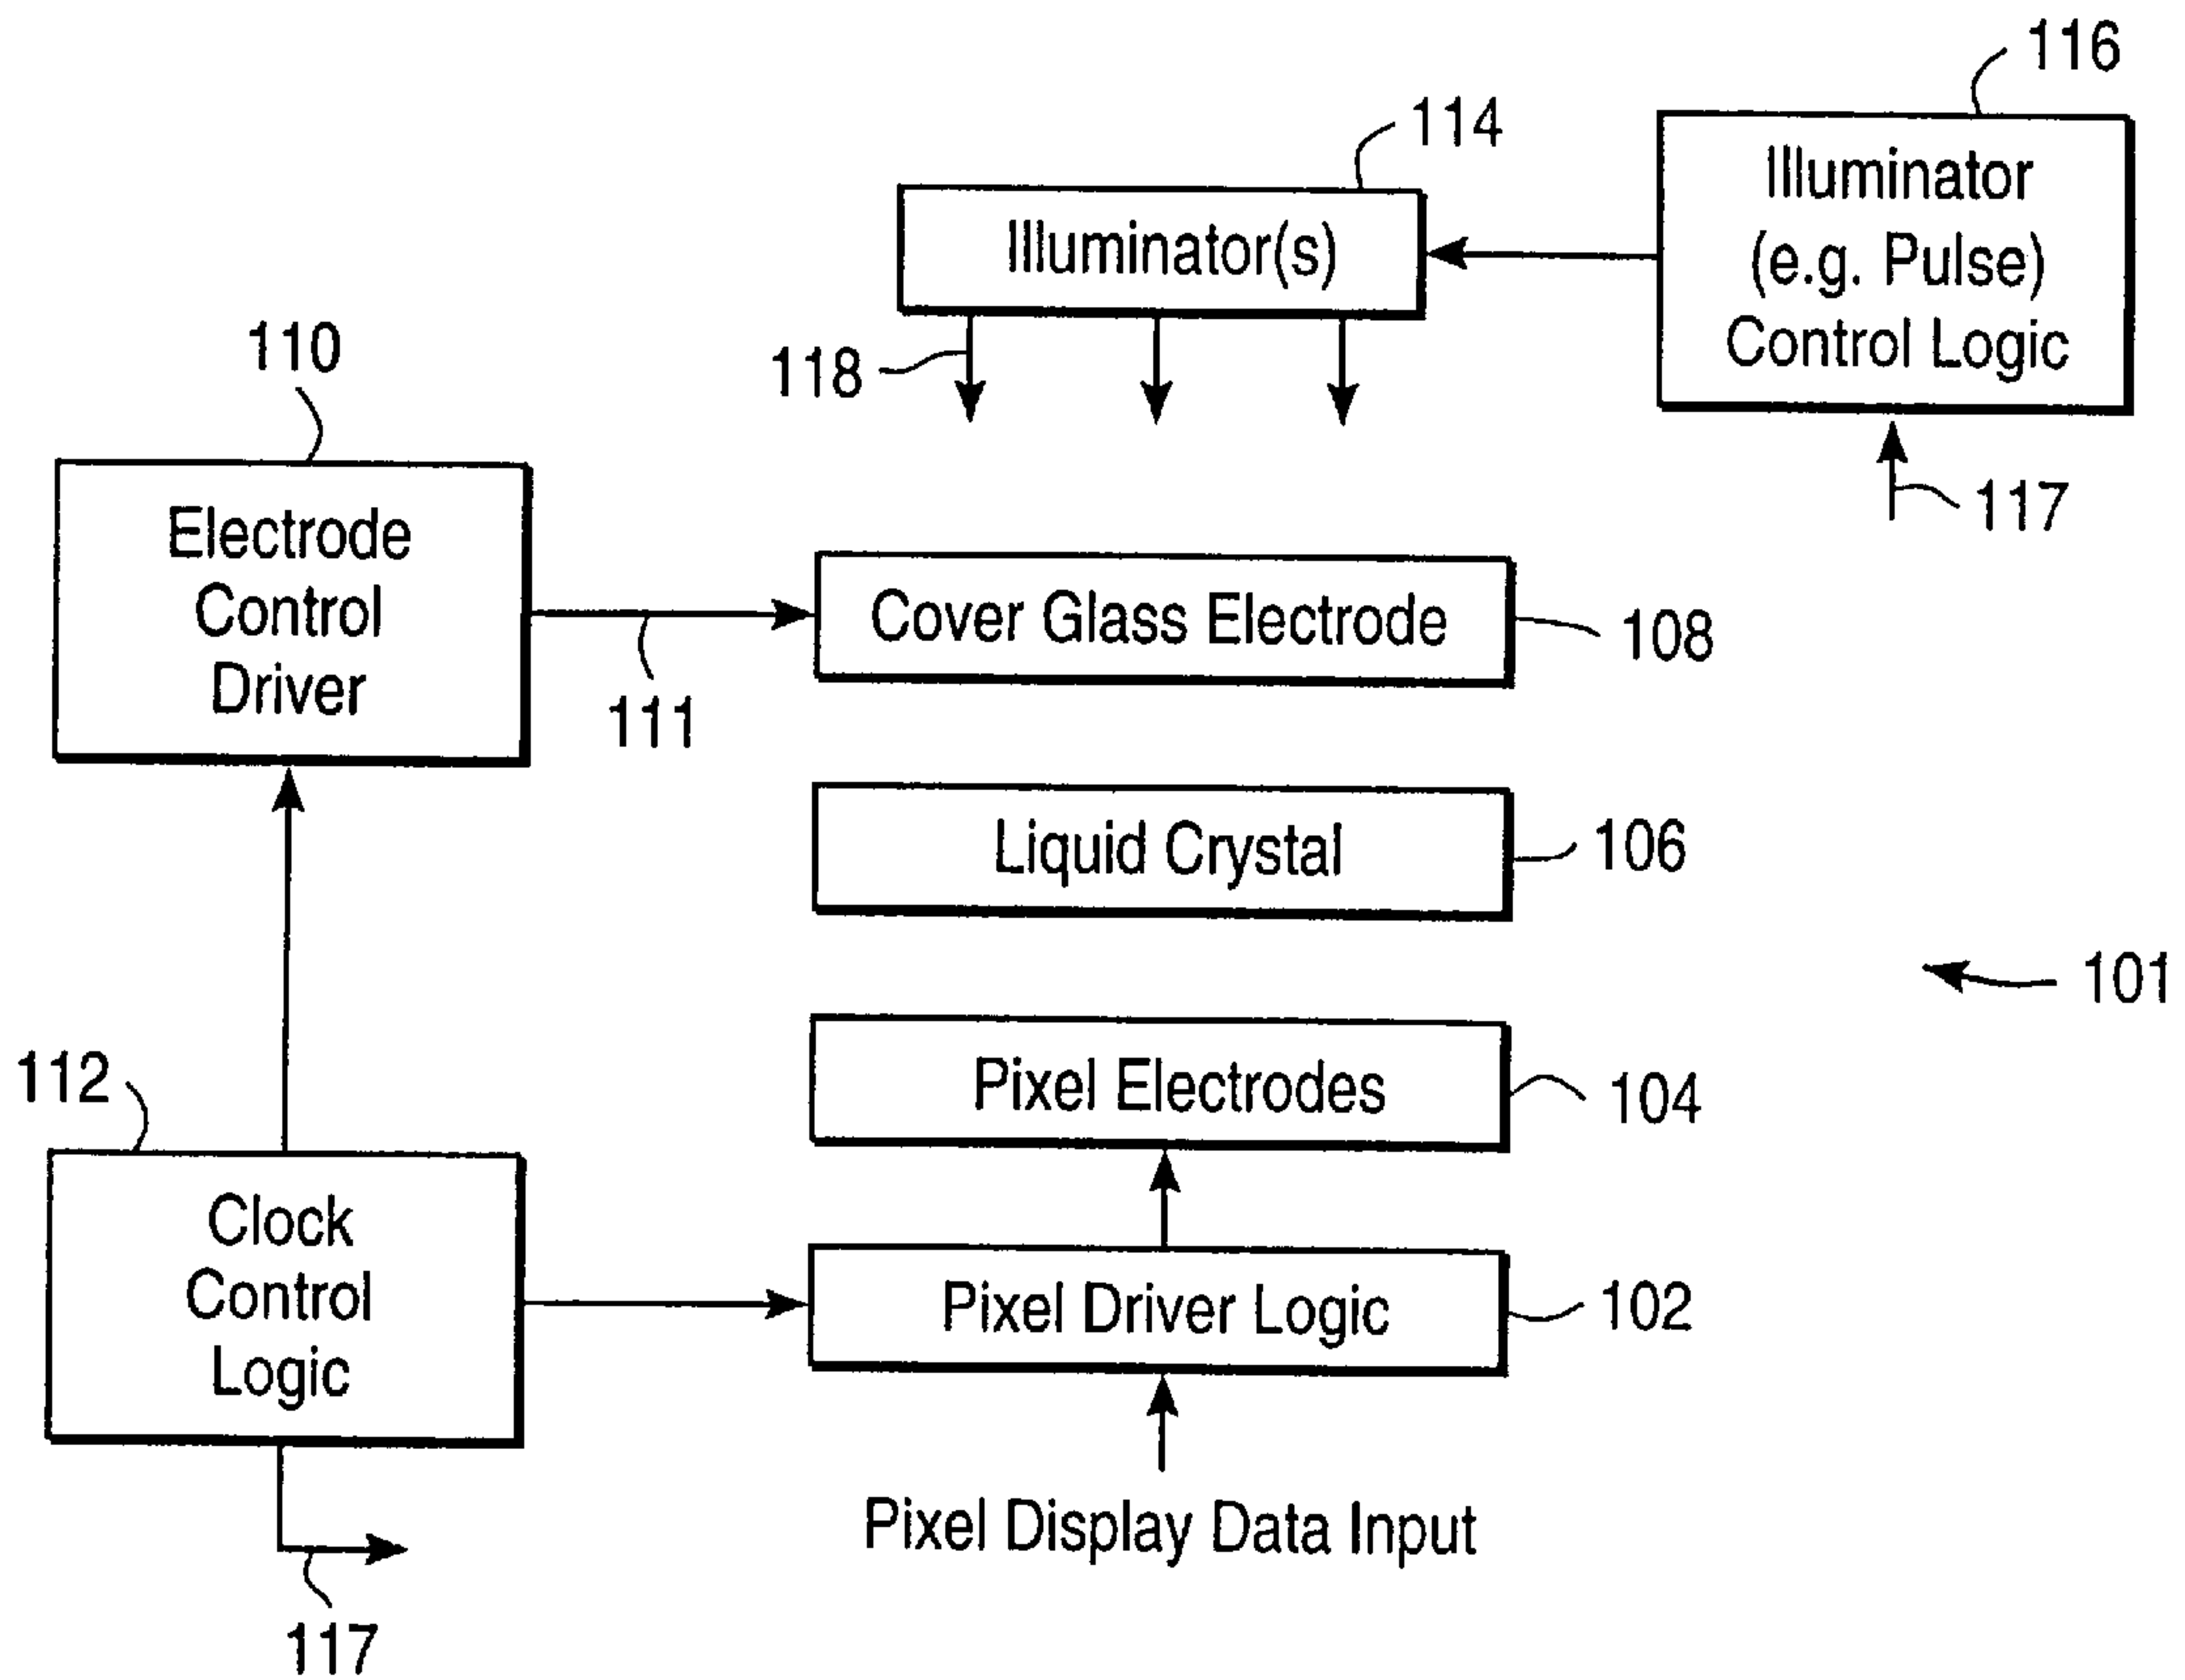 116
114
Illuminator
(e.g. Pulse)
Control Logic
Illuminator(s)
110
118
117
Electrode
Control
Driver
Cover Glass Electrode
108
111
Liquid Crystal
106
101
112
Pixel Electrodes
104
Clock
Control
Logic
Pixel Driver Logic
102
Pixel Display Data Input
117